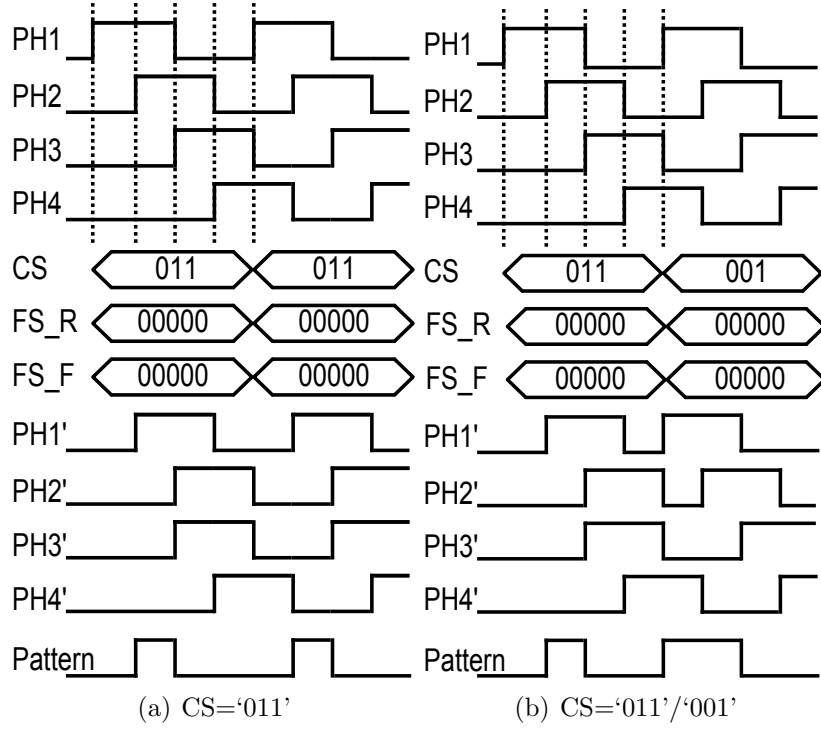 PH1
PH2
PH3
PH4
CS 011 011
FS_R 00000 00000
FS_F 00000 00000
PH1'
PH2'
PH3'
PH4'
Pattern
(a) CS=‘011’
PH1
PH2
PH3
PH4
CS 011 001
FS_R 00000 00000
FS_F 00000 00000
PH1'
PH2'
PH3'
PH4'
Pattern
(b) CS=‘011’/‘001’